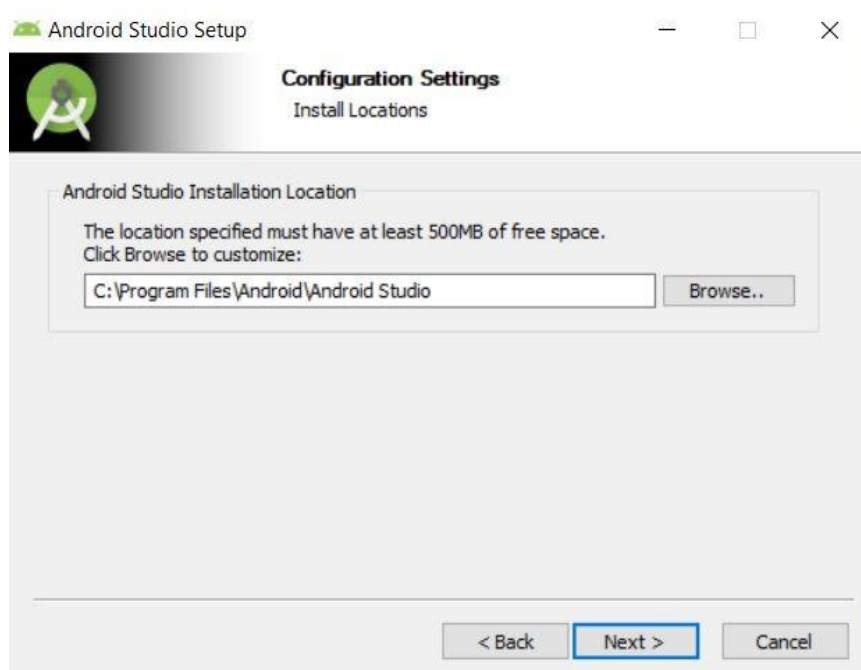 Android Studio Setup
Configuration Settings
Install Locations
Android Studio Installation Location
The location specified must have at least 500MB of free space.
Click Browse to customize:
C:\Program Files\Android\Android Studio
Browse..
< Back
Next >
Cancel